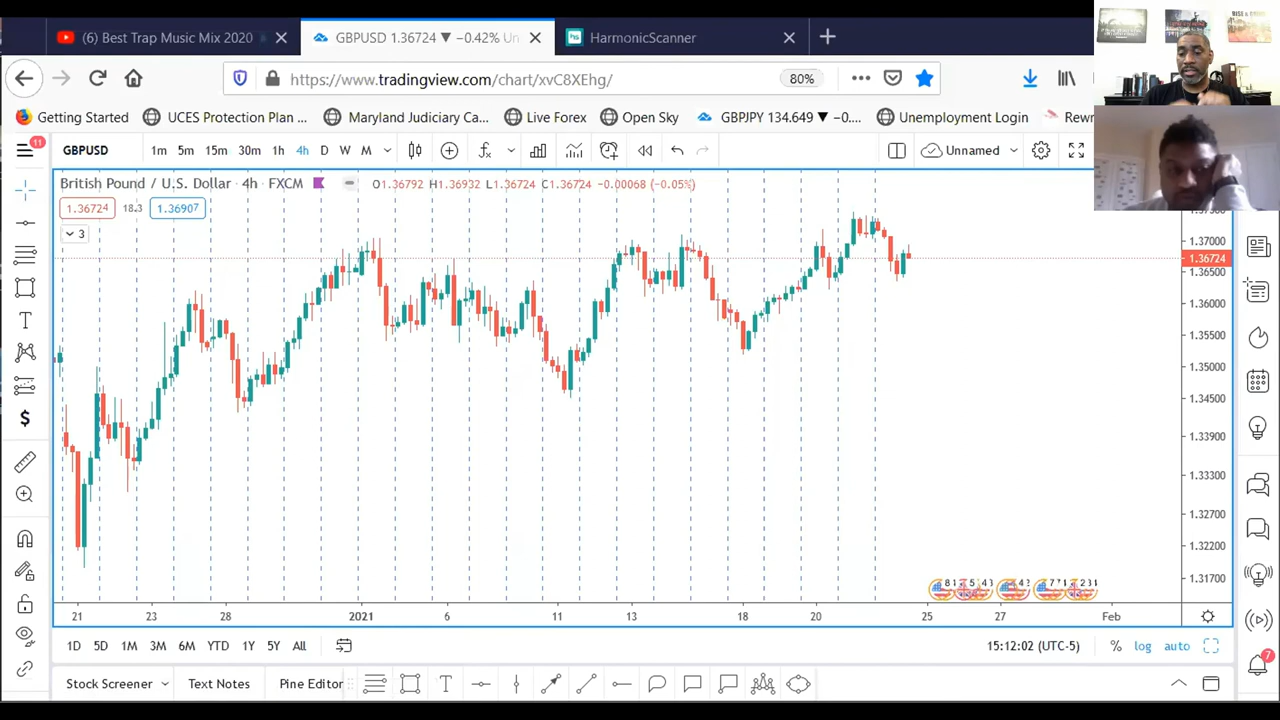 (6) Best Trap Music Mix 2020
GBPUSD 1.36724 ▼ −0.
Un
HarmonicScanner
https://www.tradingview.com/chart/xvC8XEhg/
80%
Getting Started
UCES Protection Plan ...
Maryland Judiciary Ca...
Live Forex
Open Sky
GBPJPY 134.649 ▼ −0....
Unemployment Login
Rewr
11
GBPUSD
1m 5m 15m 30m 1h 4h D W M
Unnamed
British Pound / U.S. Dollar · 4h · FXCM
O1.36792 H1.36932 L1.36724 C1.36724 −0.00068 (−0.05%)
1.36724 18.3 1.36907
3
1.37000
1.36724
1.36500
1.36000
1.35500
1.35000
1.34500
1.33900
1.33300
1.32700
1.32200
1.31700
21 23 28 2021 6 11 13 18 20 25 27 Feb
1D 5D 1M 3M 6M YTD 1Y 5Y All
15:12:02 (UTC-5) % log auto
7
Stock Screener
Text Notes
Pine Editor